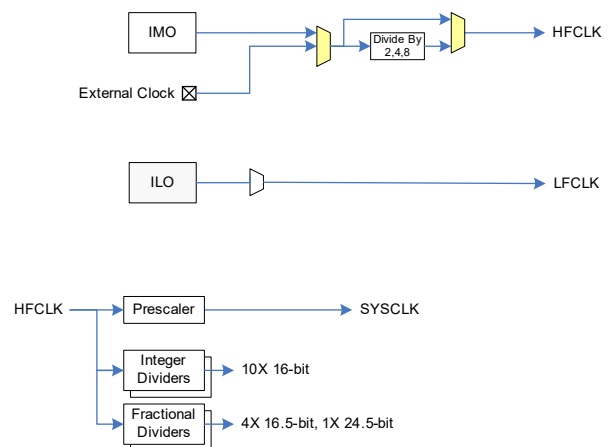 IMO
HFCLK
Divide By
2,4,8
External Clock
ILO
LFCLK
HFCLK
Prescaler
SYSCLK
Integer
Dividers
10X 16-bit
Fractional
Dividers
4X 16.5-bit, 1X 24.5-bit